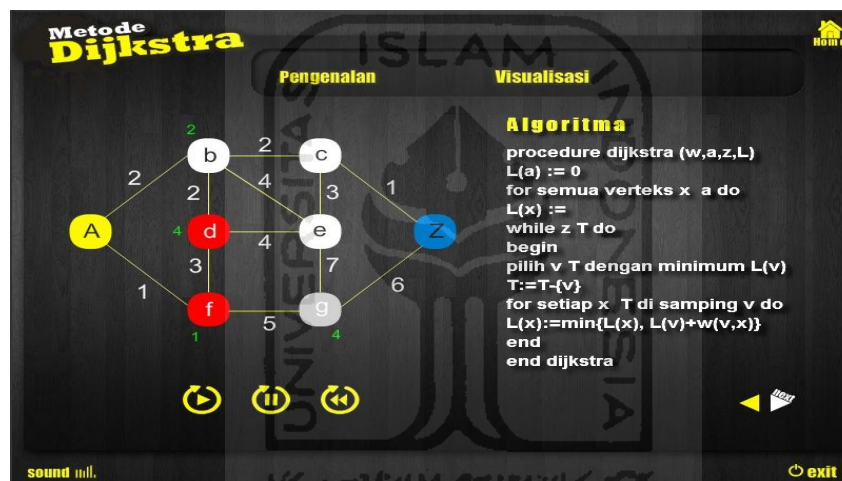 Metode
Dijkstra
Home
Pengenalan
Visualisasi
ISLAM
UNIVERSITAS
INDONESIA
2
b
2
c
2
2
4
3
1
A
4
d
4
e
Z
3
7
6
1
f
5
g
1
4
Algoritma
procedure dijkstra (w,a,z,L)
L(a) := 0
for semua verteks x a do
L(x) :=
while z T do
begin
pilih v T dengan minimum L(v)
T:=T-{v}
for setiap x T di samping v do
L(x):=min{L(x), L(v)+w(v,x)}
end
end dijkstra
next
sound
exit